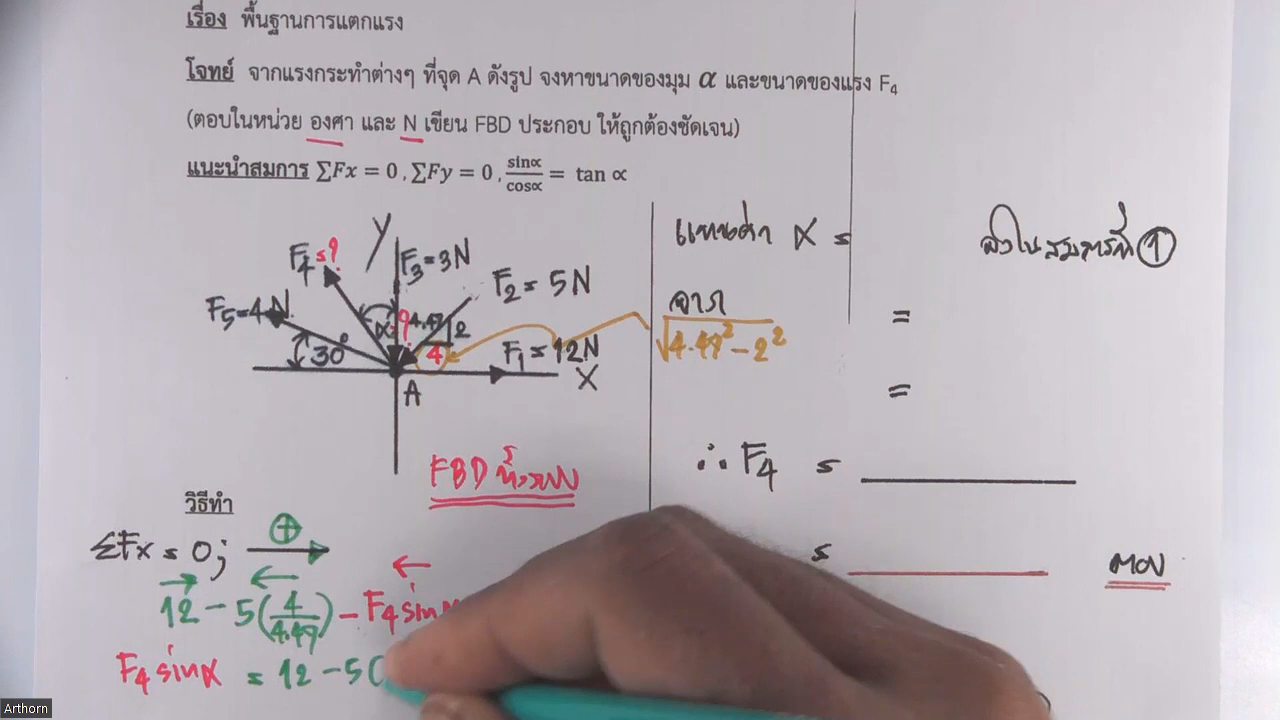 เรื่อง พื้นฐานการแตกแรง
โจทย์ จากแรงกระทำต่างๆ ที่จุด A ดังรูป จงหาขนาดของมุม α และขนาดของแรง F₄
(ตอบในหน่วย องศา และ N เขียน FBD ประกอบ ให้ถูกต้องชัดเจน)
แนะนำสมการ ∑Fx = 0 , ∑Fy = 0 , sin∝/cos∝ = tan ∝
Y
F₄ = ?
F₃ = 3N
F₂ = 5N
F₅ = 4N
α = ?
4.47
2
4
30°
F₁ = 12N
X
A
FBD ทั้งระบบ
วิธีทำ
∑Fx = 0; ⊕
12 - 5(4/4.47) - F₄ sin
F₄ sinα = 12 - 5(
แทนค่า α = ลงในสมการที่ ①
จาก
√4.47² - 2²
=
=
∴ F₄ =
= ตอบ
Arthorn